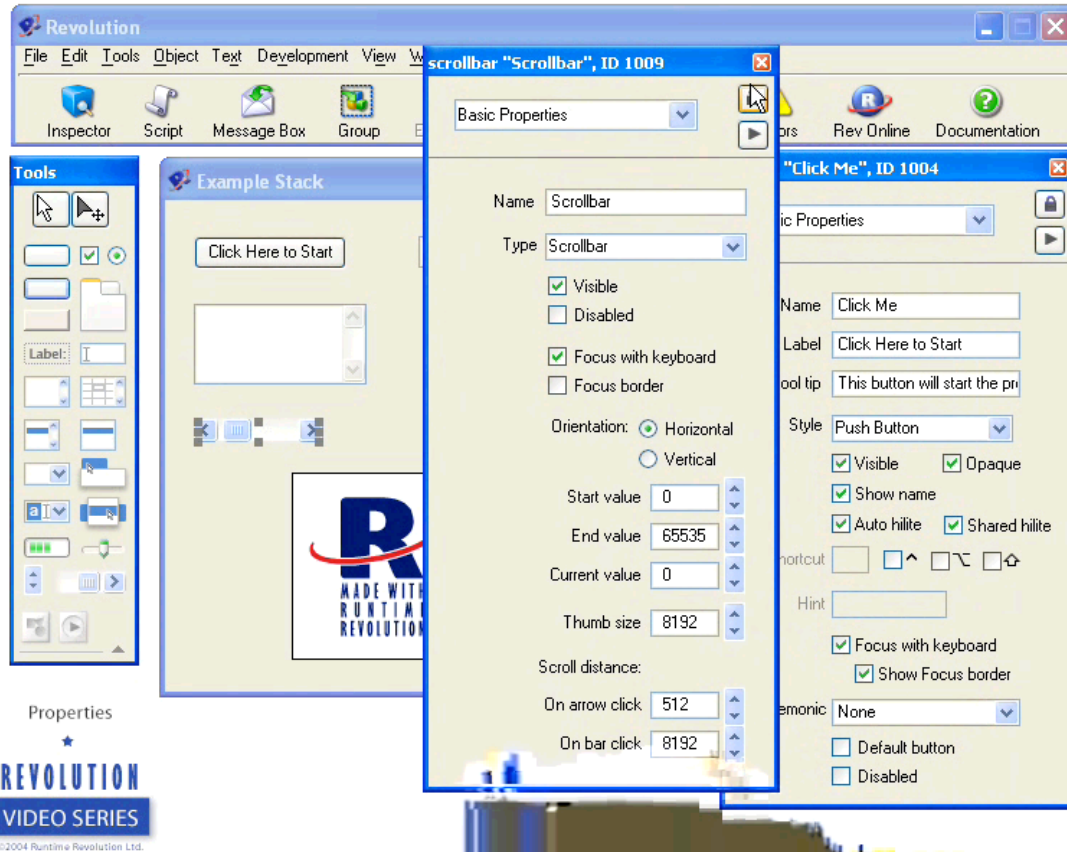 Revolution
File Edit Tools Object Text Development View W
Inspector Script Message Box Group Rev Online Documentation
Tools
Label:
a
Example Stack
Click Here to Start
R
MADE WITH
RUNTIME
REVOLUTION
scrollbar "Scrollbar", ID 1009
Basic Properties
Name Scrollbar
Type Scrollbar
Visible
Disabled
Focus with keyboard
Focus border
Orientation: Horizontal
Vertical
Start value 0
End value 65535
Current value 0
Thumb size 8192
Scroll distance:
On arrow click 512
On bar click 8192
"Click Me", ID 1004
ic Properties
Name Click Me
Label Click Here to Start
ool tip This button will start the pr
Style Push Button
Visible Opaque
Show name
Auto hilite Shared hilite
hortcut
Hint
Focus with keyboard
Show Focus border
emonic None
Default button
Disabled
Properties
REVOLUTION
VIDEO SERIES
©2004 Runtime Revolution Ltd.